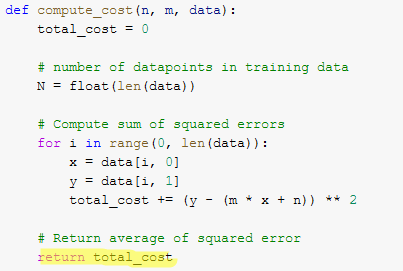 def compute_cost(n, m, data):
    total_cost = 0
    # number of datapoints in training data
    N = float(len(data))
    # Compute sum of squared errors
    for i in range(0, len(data)):
        x = data[i, 0]
        y = data[i, 1]
        total_cost += (y - (m * x + n)) ** 2
    # Return average of squared error
    return total_cost